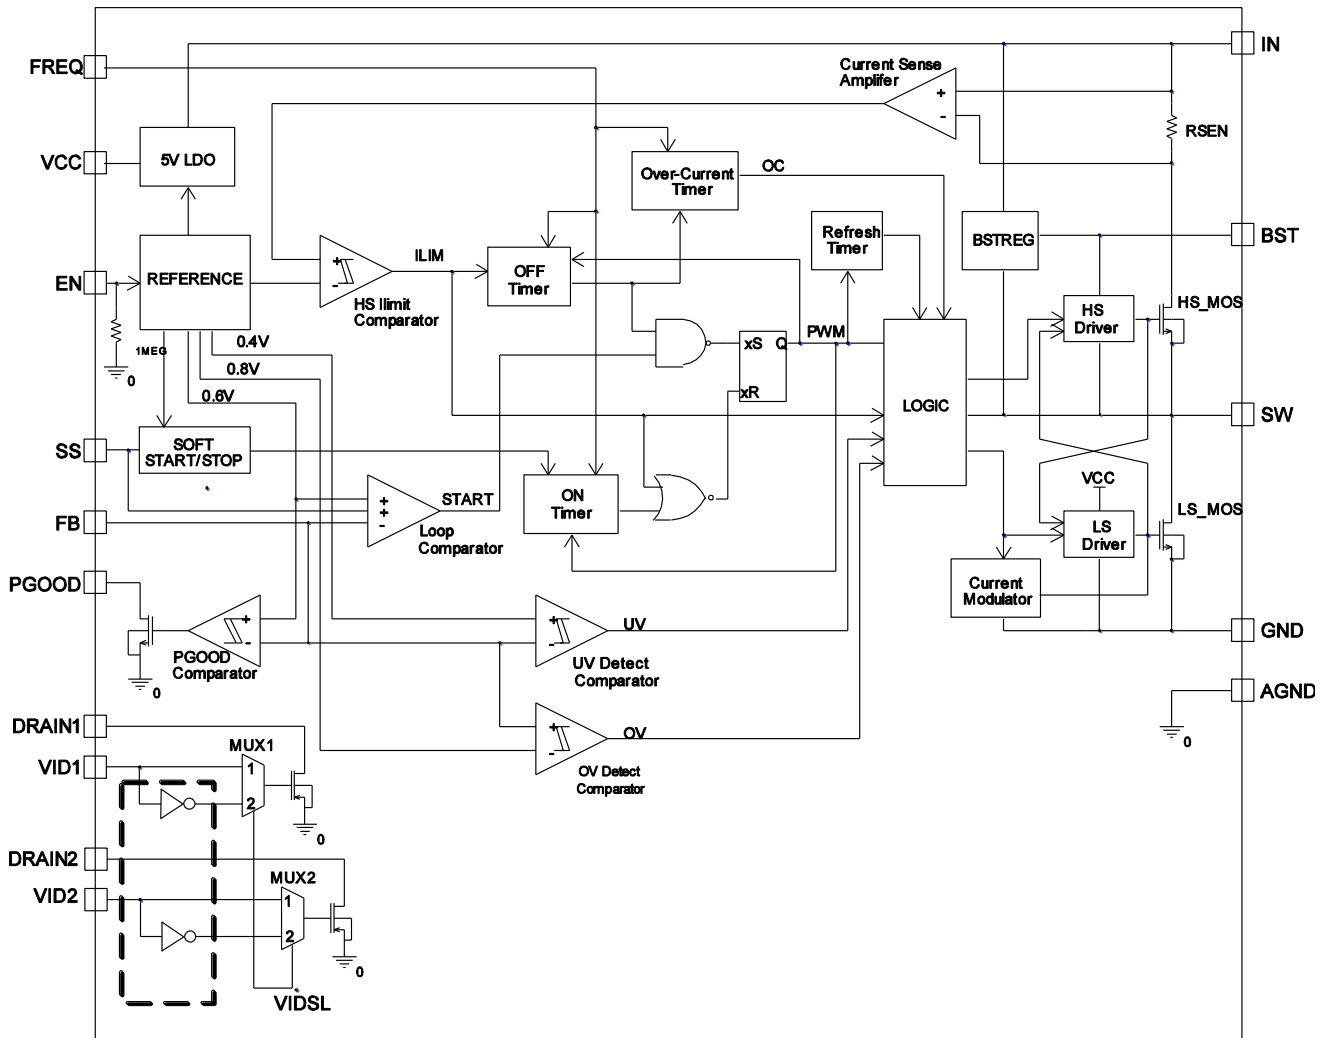 FREQ
IN
Current Sense
Amplifer
+
-
RSEN
VCC
5V LDO
Over-Current
Timer
OC
Refresh
Timer
BSTREG
BST
EN
REFERENCE
+
-
ILIM
HS Ilimit
Comparator
OFF
Timer
HS
Driver
HS_MOS
1MEG
0
0.4V
0.8V
0.6V
xS
Q
xR
PWM
LOGIC
SW
SS
SOFT
START/STOP
+
+
-
START
Loop
Comparator
ON
Timer
VCC
LS
Driver
LS_MOS
FB
PGOOD
Current
Modulator
+
-
PGOOD
Comparator
0
+
-
UV
UV Detect
Comparator
GND
AGND
0
DRAIN1
VID1
MUX1
1
2
0
+
-
OV
OV Detect
Comparator
DRAIN2
VID2
MUX2
1
2
0
VIDSL